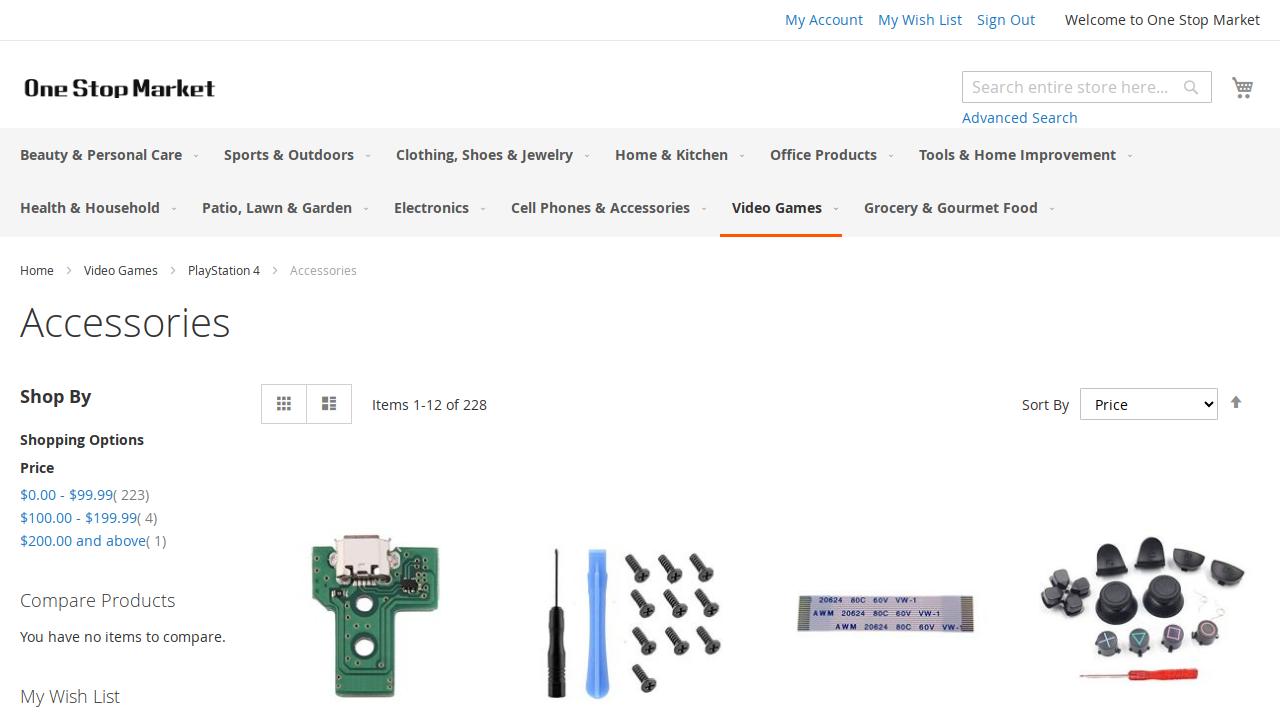 My Account My Wish List Sign Out Welcome to One Stop Market
One Stop Market
Search entire store here...
Advanced Search
Beauty & Personal Care Sports & Outdoors Clothing, Shoes & Jewelry Home & Kitchen Office Products Tools & Home Improvement
Health & Household Patio, Lawn & Garden Electronics Cell Phones & Accessories Video Games Grocery & Gourmet Food
Home Video Games PlayStation 4 Accessories
Accessories
Shop By
Items 1-12 of 228
Sort By Price
Shopping Options
Price
$0.00 - $99.99( 223)
$100.00 - $199.99( 4)
$200.00 and above( 1)
Compare Products
You have no items to compare.
My Wish List
20624 80C 60V VW-1
AWM 20624 80C 60V VW-1
AWM 20624 80C 60V VW-1